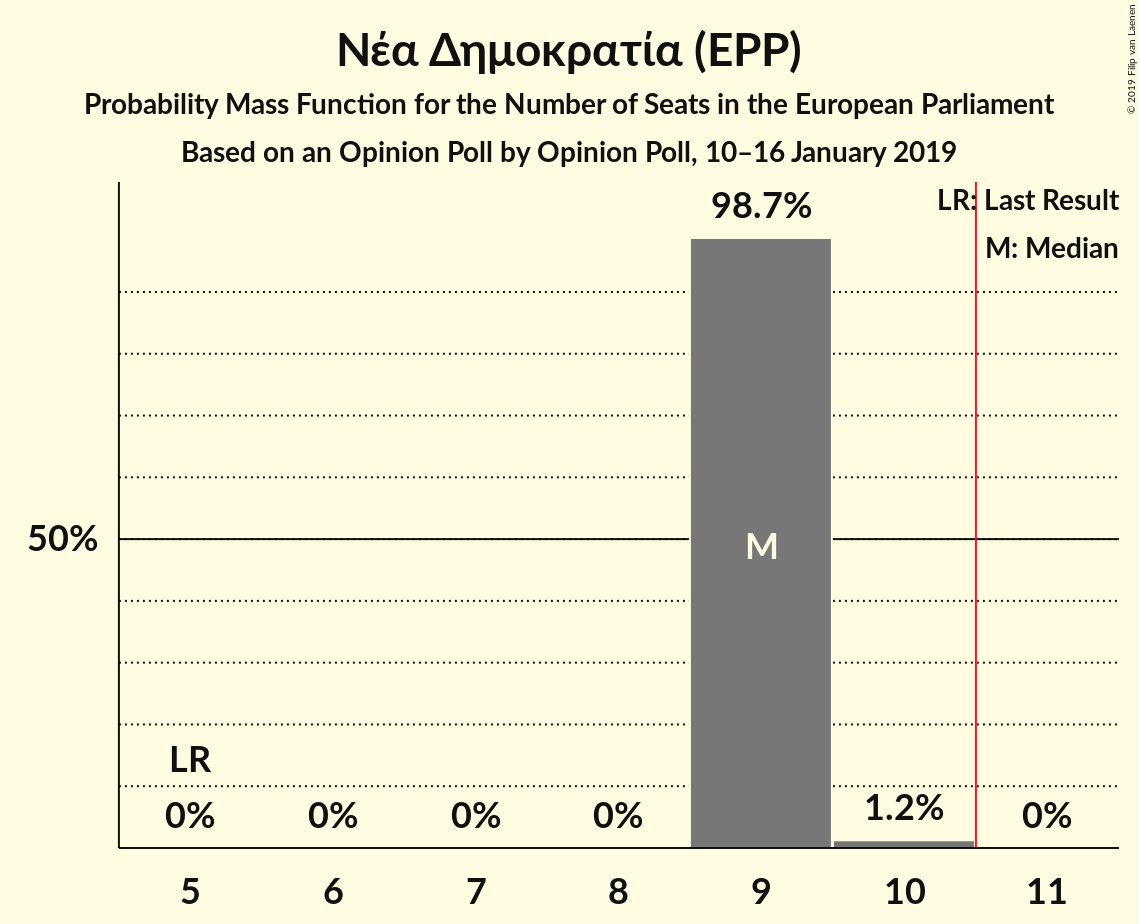 Νέα Δημοκρατία (EPP)
Probability Mass Function for the Number of Seats in the European Parliament
Based on an Opinion Poll by Opinion Poll, 10–16 January 2019
© 2019 Filip van Laenen
LR: Last Result
M: Median
98.7%
50%
M
LR
0%
0%
0%
0%
1.2%
0%
5
6
7
8
9
10
11